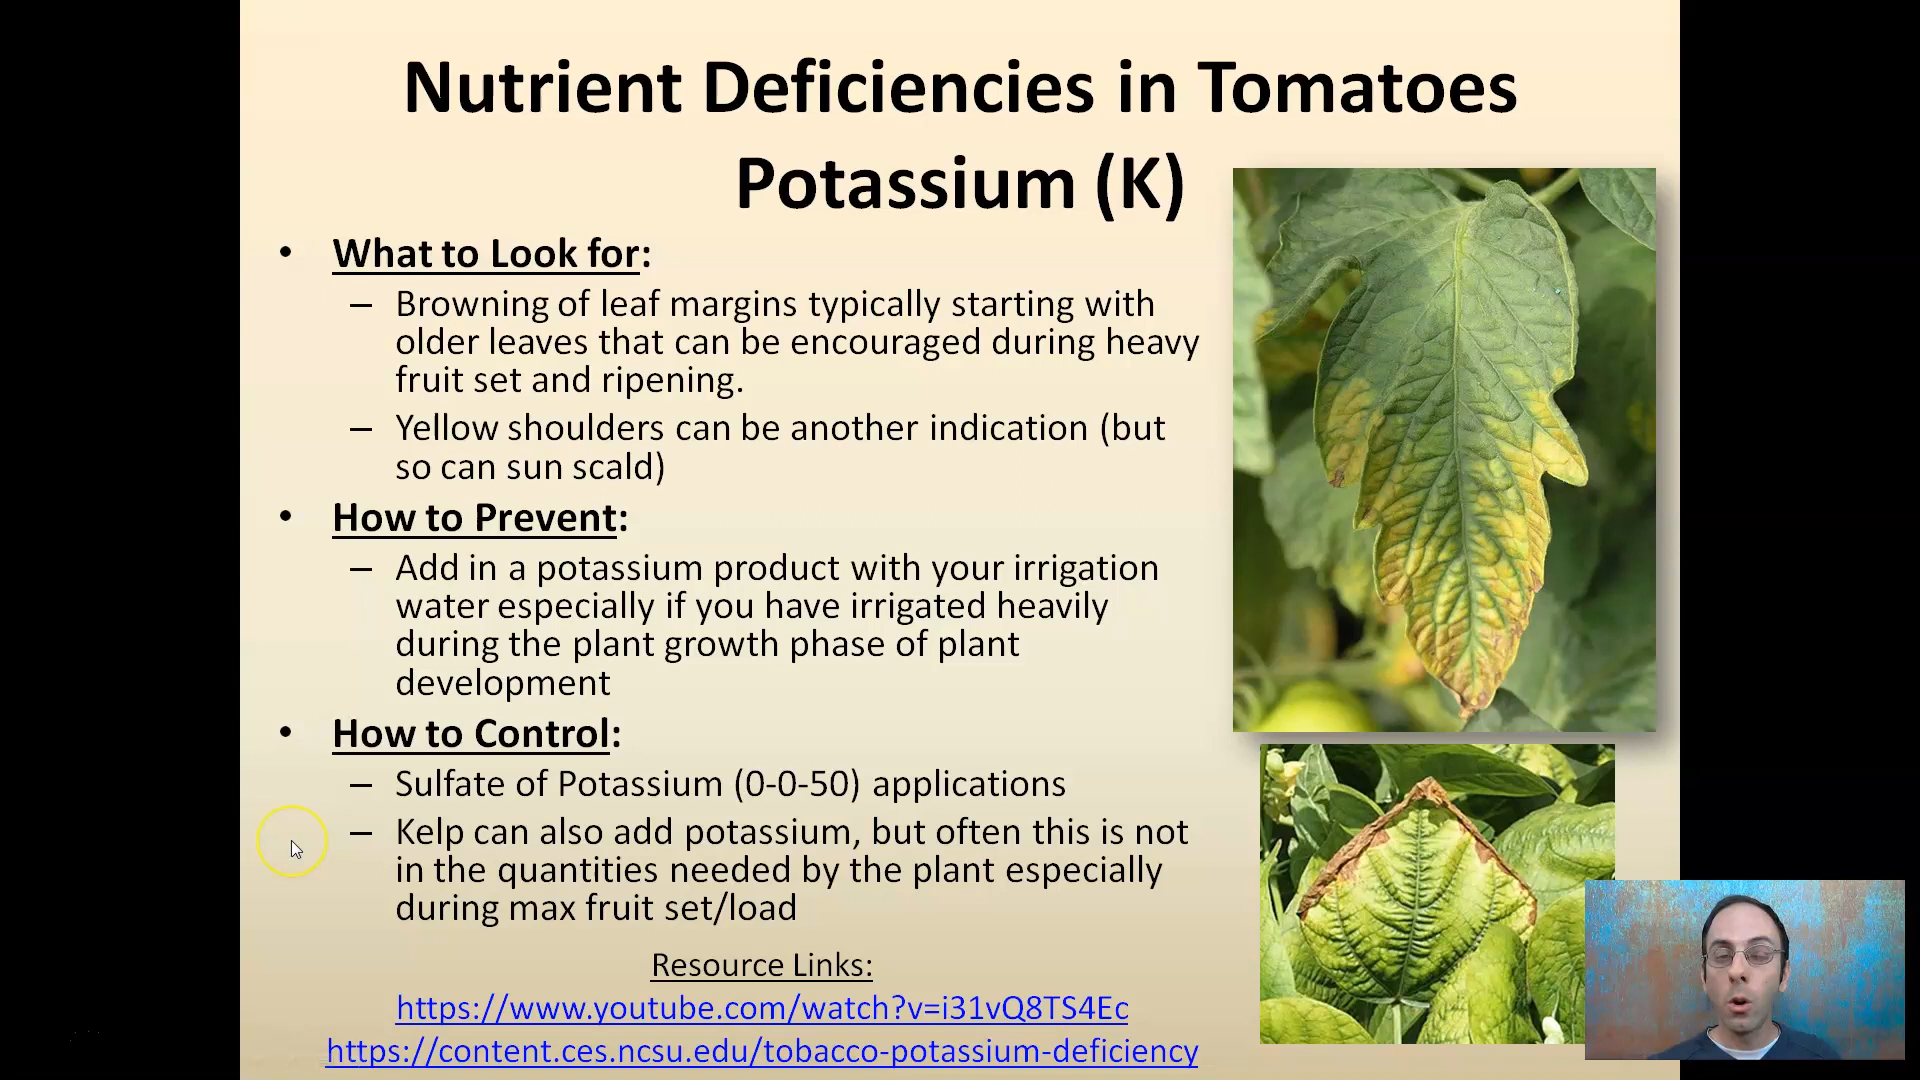 Nutrient Deficiencies in Tomatoes
Potassium (K)
• What to Look for:
– Browning of leaf margins typically starting with
older leaves that can be encouraged during heavy
fruit set and ripening.
– Yellow shoulders can be another indication (but
so can sun scald)
• How to Prevent:
– Add in a potassium product with your irrigation
water especially if you have irrigated heavily
during the plant growth phase of plant
development
• How to Control:
– Sulfate of Potassium (0-0-50) applications
– Kelp can also add potassium, but often this is not
in the quantities needed by the plant especially
during max fruit set/load
Resource Links:
https://www.youtube.com/watch?v=i31vQ8TS4Ec
https://content.ces.ncsu.edu/tobacco-potassium-deficiency